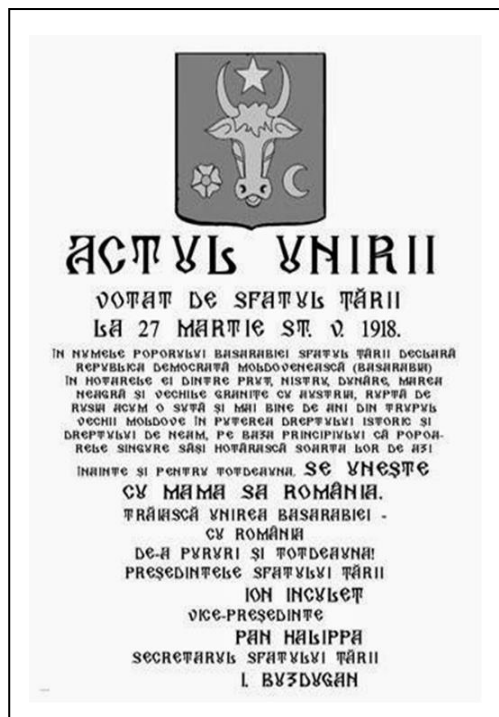 ACTUL UNIRII
VOTAT DE SFATUL ȚĂRII
LA 27 MARTIE ST. V. 1918.
ÎN NUMELE POPORULUI BASARABIEI SFATUL ȚĂRII DECLARĂ
REPUBLICA DEMOCRATĂ MOLDOVENEASCĂ (BASARABIA)
ÎN HOTARELE EI DINTRE PRUT, NISTRU, DUNĂRE, MAREA
NEAGRĂ ȘI VECHILE GRANIȚE CU AUSTRIA, RUPTĂ DE
RUSIA ACUM O SUTĂ ȘI MAI BINE DE ANI DIN TRUPUL
VECHII MOLDOVE ÎN PUTEREA DREPTULUI ISTORIC ȘI
DREPTULUI DE NEAM, PE BAZA PRINCIPIULUI CĂ POPOA-
RELE SINGURE SĂȘI HOTĂRASCĂ SOARTA LOR DE AZI
ÎNAINTE ȘI PENTRU TOTDEAUNA, SE UNEȘTE
CU MAMA SA ROMÂNIA.
TRĂIASCĂ UNIREA BASARABIEI -
CU ROMÂNIA
DE-A PURURI ȘI TOTDEAUNA!
PREȘEDINTELE SFATULUI ȚĂRII
ION INCULEȚ
VICE-PREȘEDINTE
PAN HALIPPA
SECRETARUL SFATULUI ȚĂRII
I. BUZDUGAN